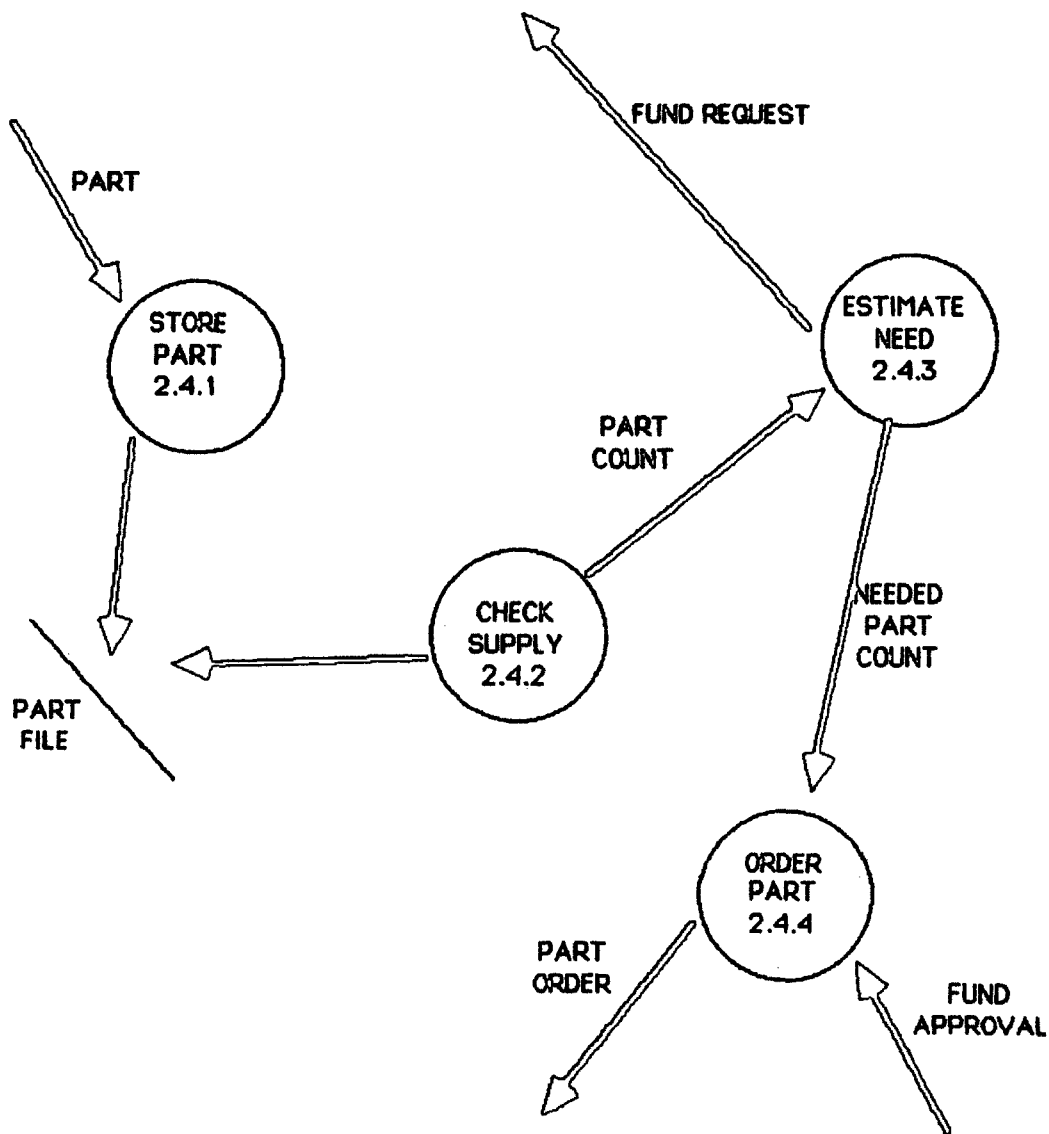 FUND REQUEST
PART
STORE
PART
2.4.1
ESTIMATE
NEED
2.4.3
PART
COUNT
CHECK
SUPPLY
2.4.2
NEEDED
PART
COUNT
PART
FILE
ORDER
PART
2.4.4
PART
ORDER
FUND
APPROVAL